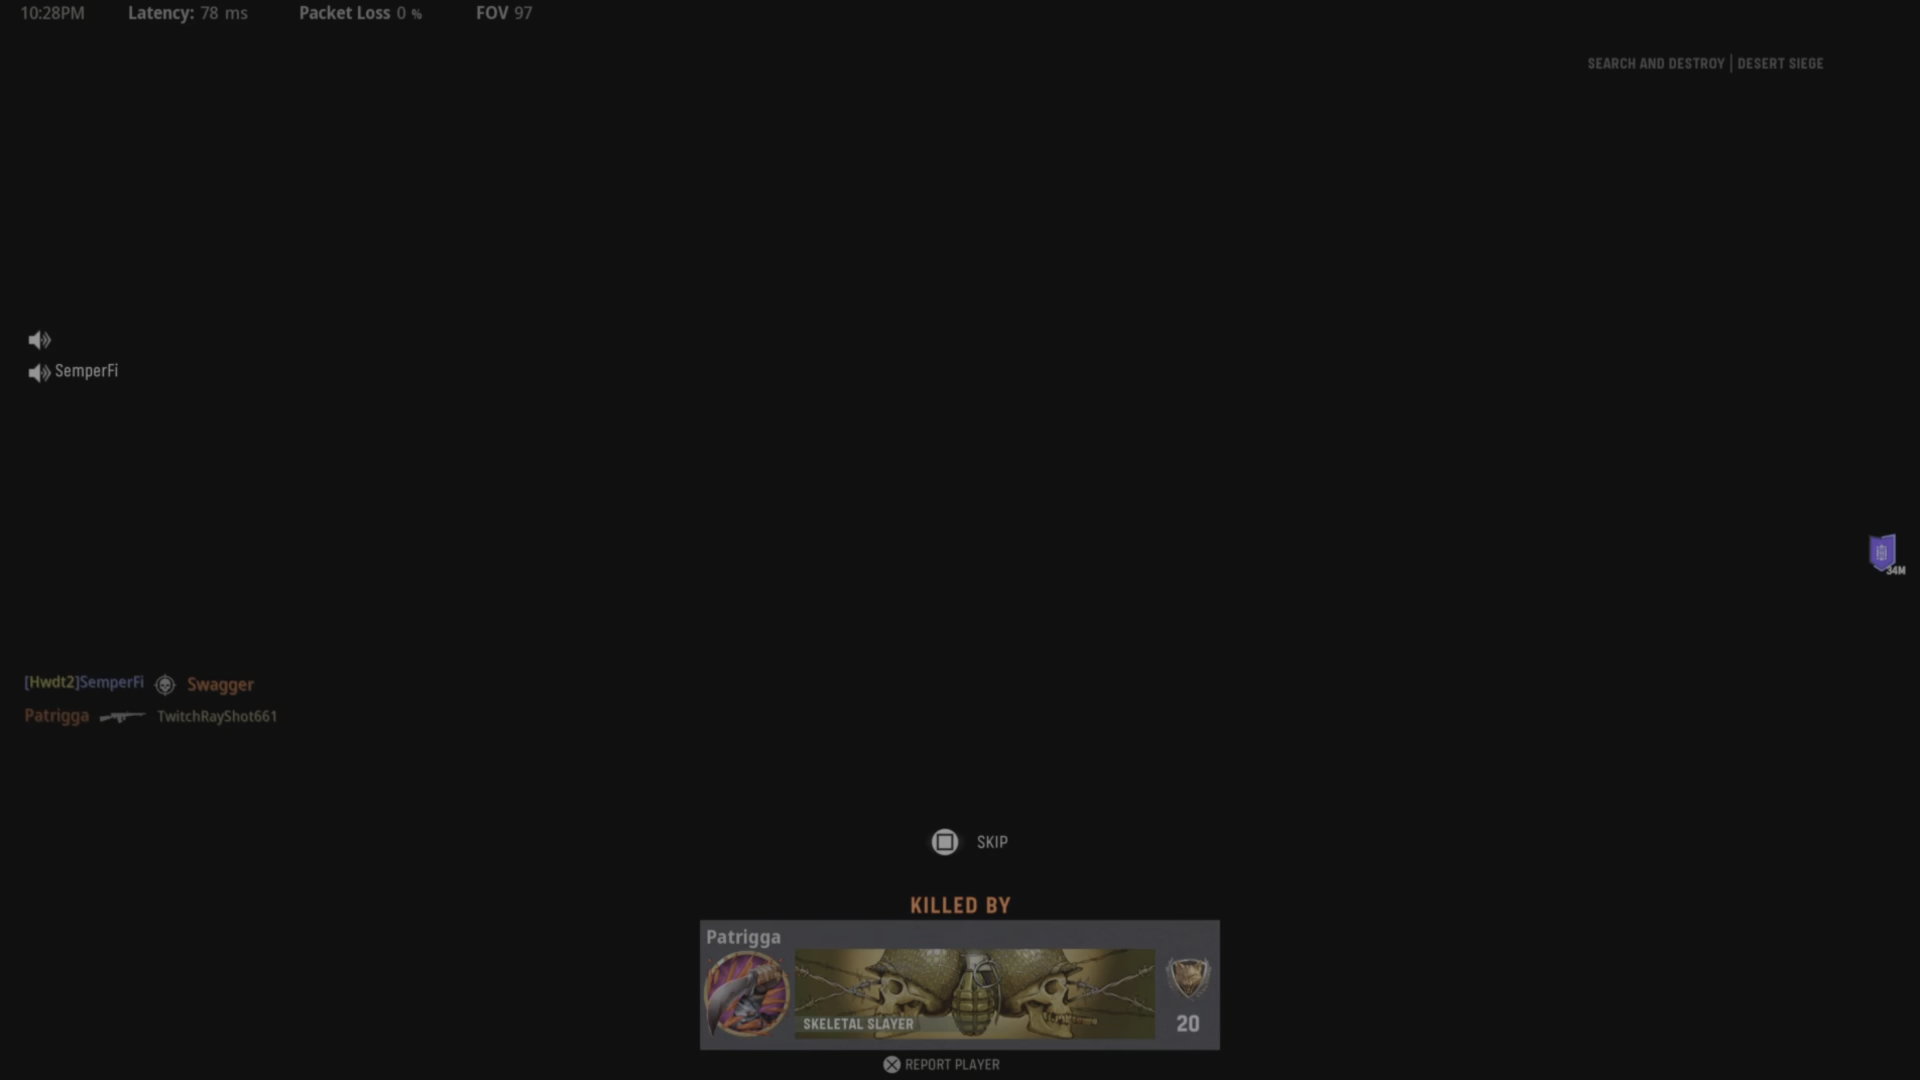 10:28PM Latency: 78 ms Packet Loss 0 % FOV 97
SEARCH AND DESTROY | DESERT SIEGE
SemperFi
34M
[Hwdt2]SemperFi Swagger
Patrigga TwitchRayShot661
SKIP
KILLED BY
Patrigga
SKELETAL SLAYER
20
REPORT PLAYER